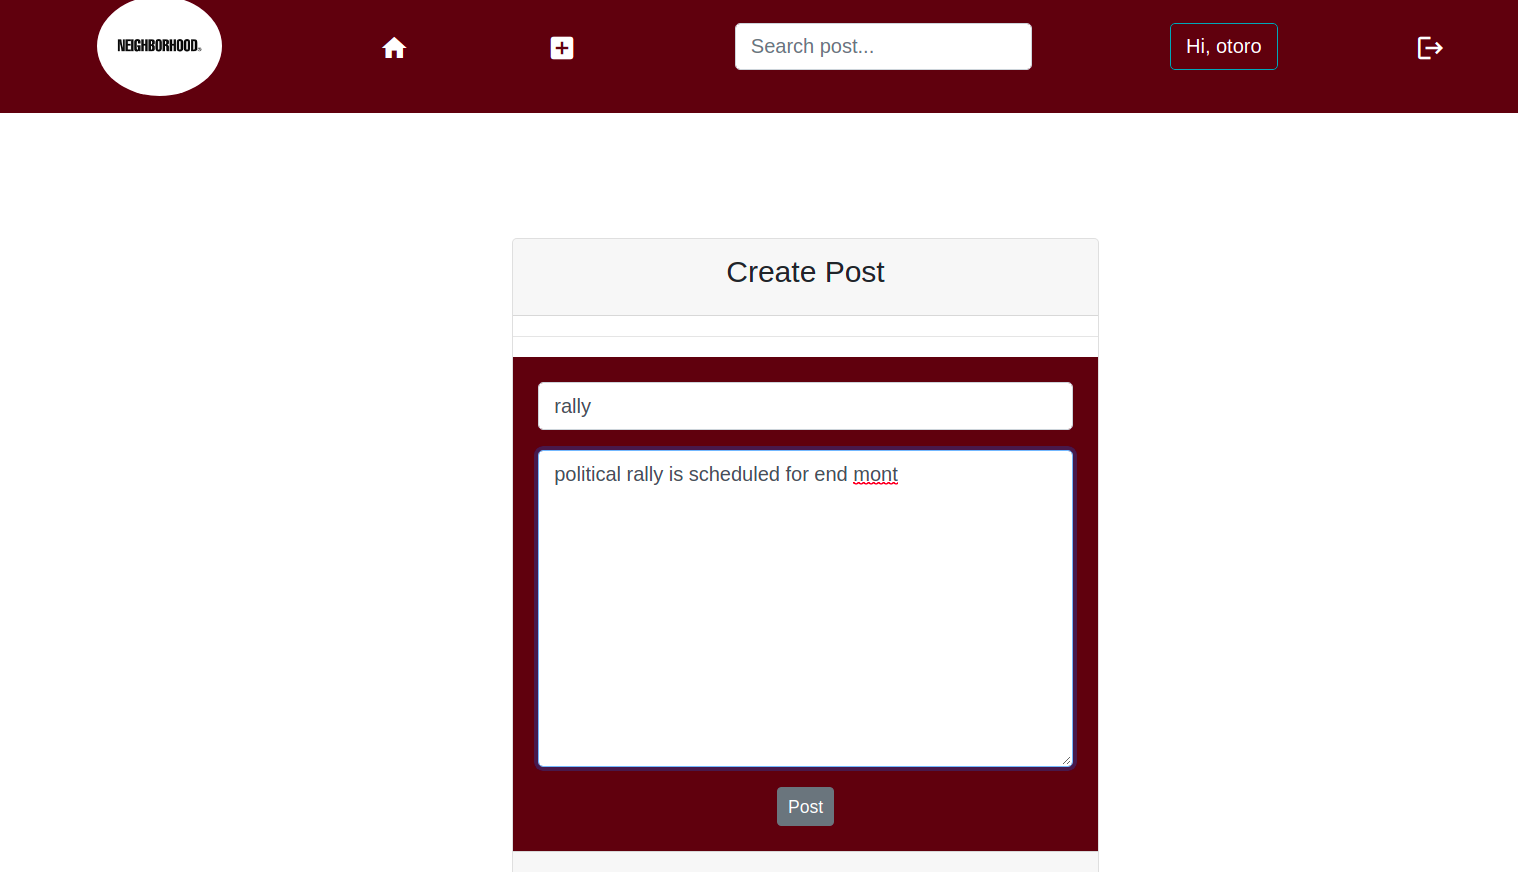 NEIGHBORHOOD
Search post...
Hi, otoro
Create Post
rally
political rally is scheduled for end mont
Post